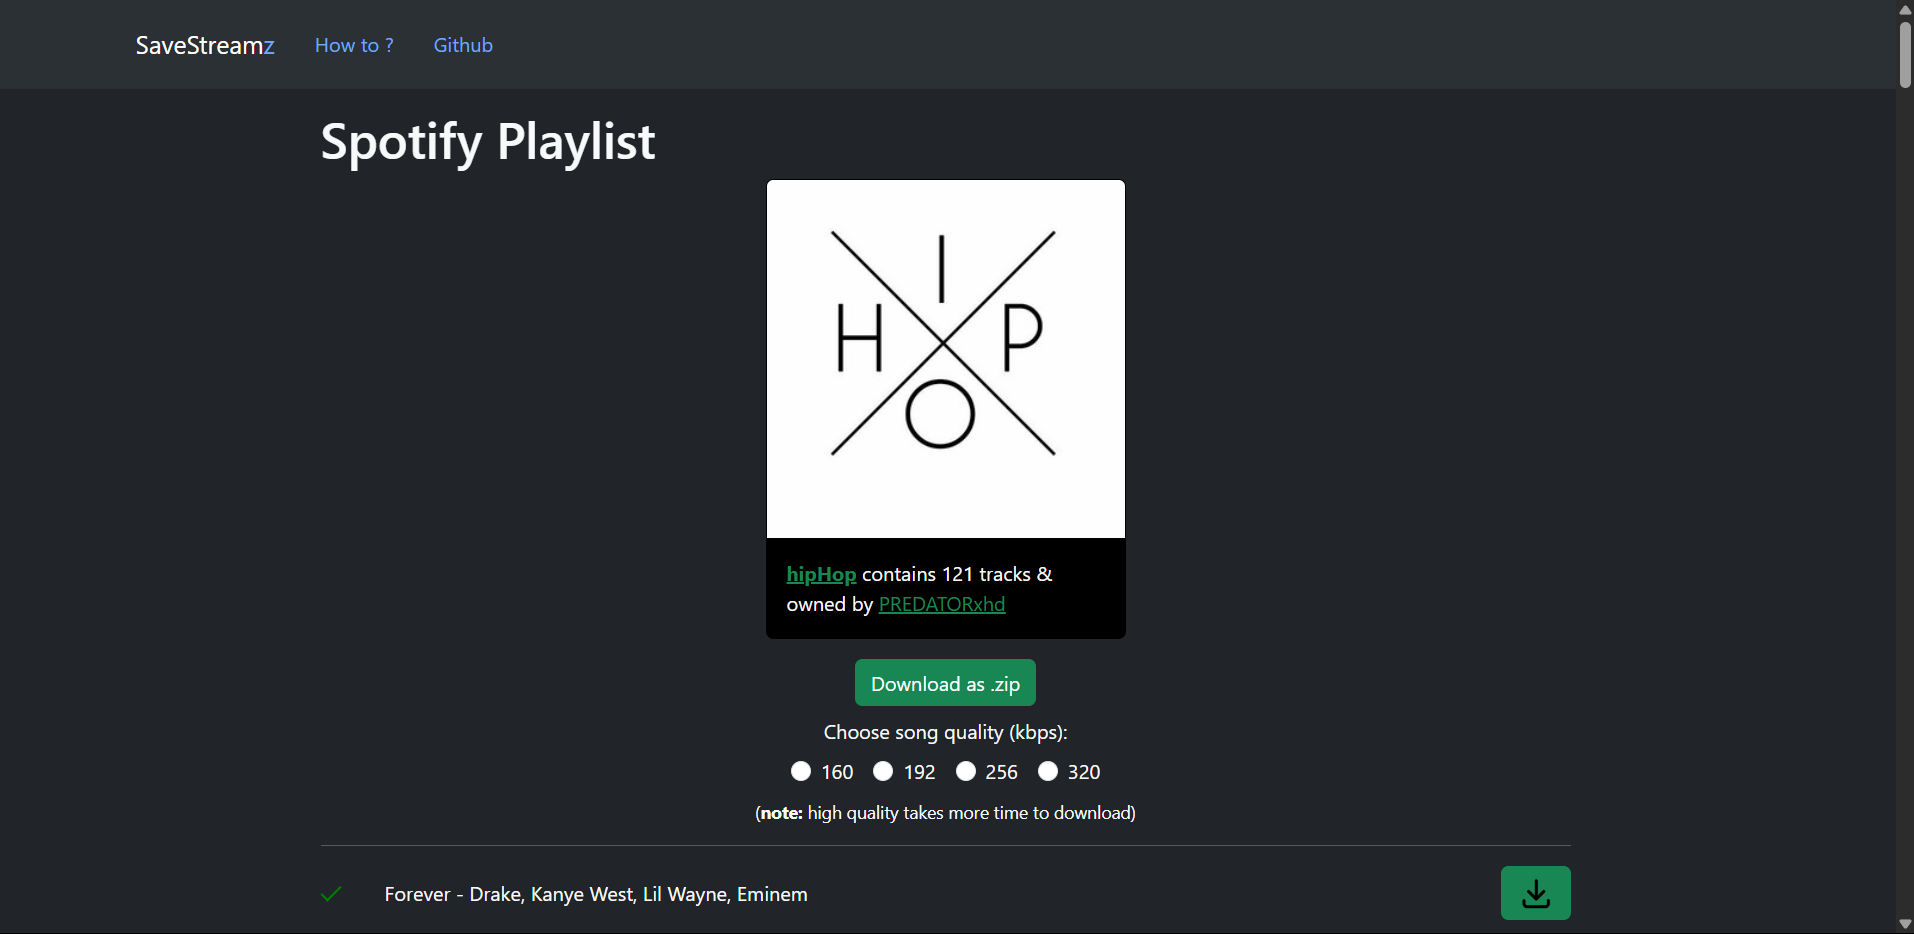 SaveStreamz How to ? Github
Spotify Playlist
I
H P
O
hipHop contains 121 tracks &
owned by PREDATORxhd
Download as .zip
Choose song quality (kbps):
160 192 256 320
(note: high quality takes more time to download)
Forever - Drake, Kanye West, Lil Wayne, Eminem